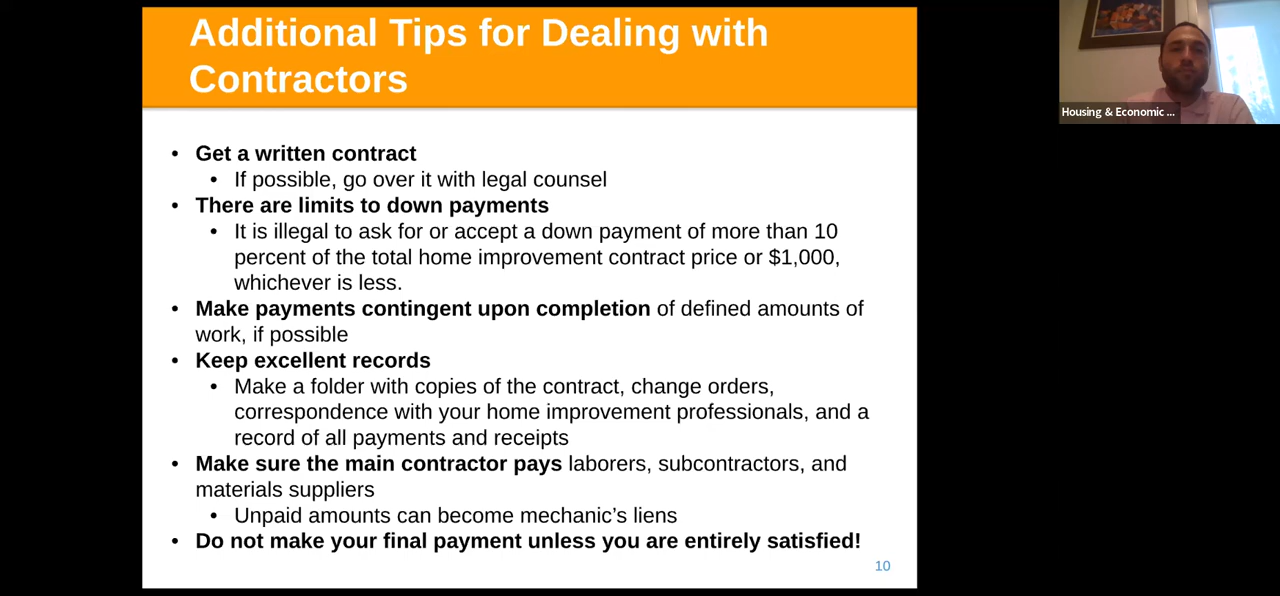 Additional Tips for Dealing with
Contractors
• Get a written contract
• If possible, go over it with legal counsel
• There are limits to down payments
• It is illegal to ask for or accept a down payment of more than 10
percent of the total home improvement contract price or $1,000,
whichever is less.
• Make payments contingent upon completion of defined amounts of
work, if possible
• Keep excellent records
• Make a folder with copies of the contract, change orders,
correspondence with your home improvement professionals, and a
record of all payments and receipts
• Make sure the main contractor pays laborers, subcontractors, and
materials suppliers
• Unpaid amounts can become mechanic’s liens
• Do not make your final payment unless you are entirely satisfied!
10
Housing & Economic ...